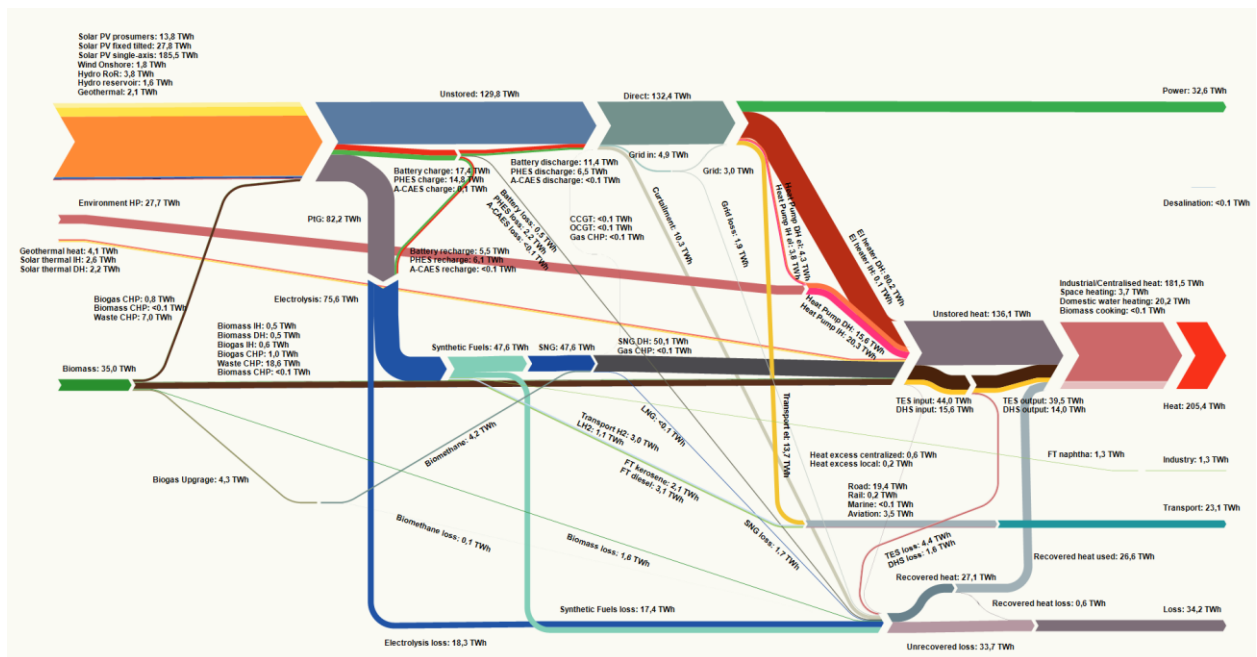 Solar PV prosumers: 13,8 TWh
Solar PV fixed tilted: 27,8 TWh
Solar PV single-axis: 185,5 TWh
Wind Onshore: 1,8 TWh
Hydro RoR: 3,8 TWh
Hydro reservoir: 1,6 TWh
Geothermal: 2,1 TWh
Unstored: 129,8 TWh
Direct: 132,4 TWh
Power: 32,6 TWh
Grid in: 4,9 TWh
Grid: 3,0 TWh
Battery charge: 17,4 TWh
PHES charge: 14,8 TWh
A-CAES charge: 0,1 TWh
Battery discharge: 11,4 TWh
PHES discharge: 6,5 TWh
A-CAES discharge: <0.1 TWh
Battery loss: 0,5 TWh
PHES loss: 2,2 TWh
A-CAES loss: <0.1 TWh
CCGT: <0.1 TWh
OCGT: <0.1 TWh
Gas CHP: <0.1 TWh
Curtailment: 10,3 TWh
Grid loss: 1,9 TWh
Heat Pump DH el: 4,3 TWh
Heat Pump IH el: 3,8 TWh
El heater DH: 80,2 TWh
El heater IH: 0,1 TWh
Desalination: <0.1 TWh
Environment HP: 27,7 TWh
PtG: 82,2 TWh
Geothermal heat: 4,1 TWh
Solar thermal IH: 2,6 TWh
Solar thermal DH: 2,2 TWh
Battery recharge: 5,5 TWh
PHES recharge: 6,1 TWh
A-CAES recharge: <0.1 TWh
Electrolysis: 75,6 TWh
Heat Pump DH: 15,6 TWh
Heat Pump IH: 20,3 TWh
Industrial/Centralised heat: 181,5 TWh
Space heating: 3,7 TWh
Domestic water heating: 20,2 TWh
Biomass cooking: <0.1 TWh
Biogas CHP: 0,8 TWh
Biomass CHP: <0.1 TWh
Waste CHP: 7,0 TWh
Biomass IH: 0,5 TWh
Biomass DH: 0,5 TWh
Biogas IH: 0,6 TWh
Biogas CHP: 1,0 TWh
Waste CHP: 18,6 TWh
Biomass CHP: <0.1 TWh
Unstored heat: 136,1 TWh
Synthetic Fuels: 47,6 TWh
SNG: 47,6 TWh
SNG DH: 50,1 TWh
Gas CHP: <0.1 TWh
Biomass: 35,0 TWh
Heat: 205,4 TWh
TES input: 44,0 TWh
DHS input: 15,6 TWh
TES output: 39,5 TWh
DHS output: 14,0 TWh
LNG: <0.1 TWh
Biomethane: 4,2 TWh
Transport H2: 3,0 TWh
LH2: 1,1 TWh
Transport el: 13,7 TWh
FT kerosene: 2,1 TWh
FT diesel: 3,1 TWh
Heat excess centralized: 0,6 TWh
Heat excess local: 0,2 TWh
FT naphtha: 1,3 TWh
Industry: 1,3 TWh
Biogas Upgrage: 4,3 TWh
Road: 19,4 TWh
Rail: 0,2 TWh
Marine: <0.1 TWh
Aviation: 3,5 TWh
Transport: 23,1 TWh
Biomethane loss: 0,1 TWh
Biomass loss: 1,6 TWh
SNG loss: 1,7 TWh
TES loss: 4,4 TWh
DHS loss: 1,6 TWh
Recovered heat used: 26,6 TWh
Recovered heat: 27,1 TWh
Synthetic Fuels loss: 17,4 TWh
Recovered heat loss: 0,6 TWh
Loss: 34,2 TWh
Electrolysis loss: 18,3 TWh
Unrecovered loss: 33,7 TWh